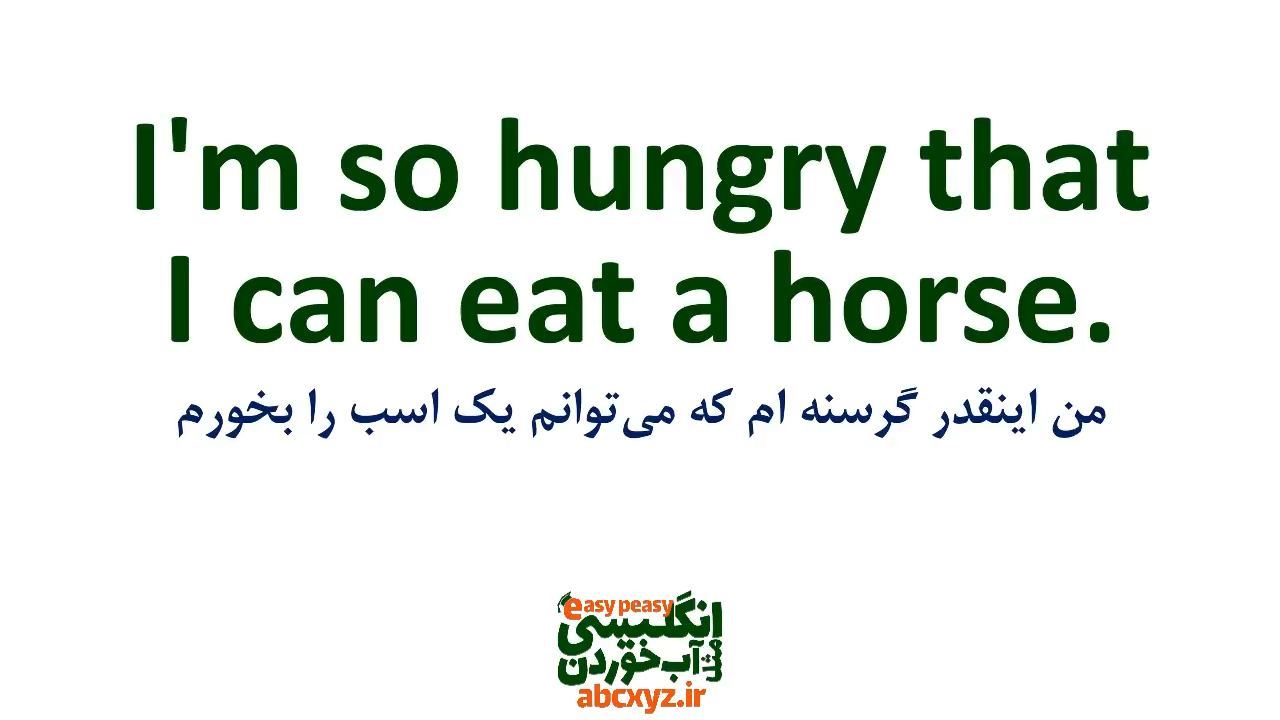 I'm so hungry that
I can eat a horse.
من اینقدر گرسنه ام که می‌توانم یک اسب را بخورم
easy peasy
انگلیسی
مثل آب خوردن
abcxyz.ir